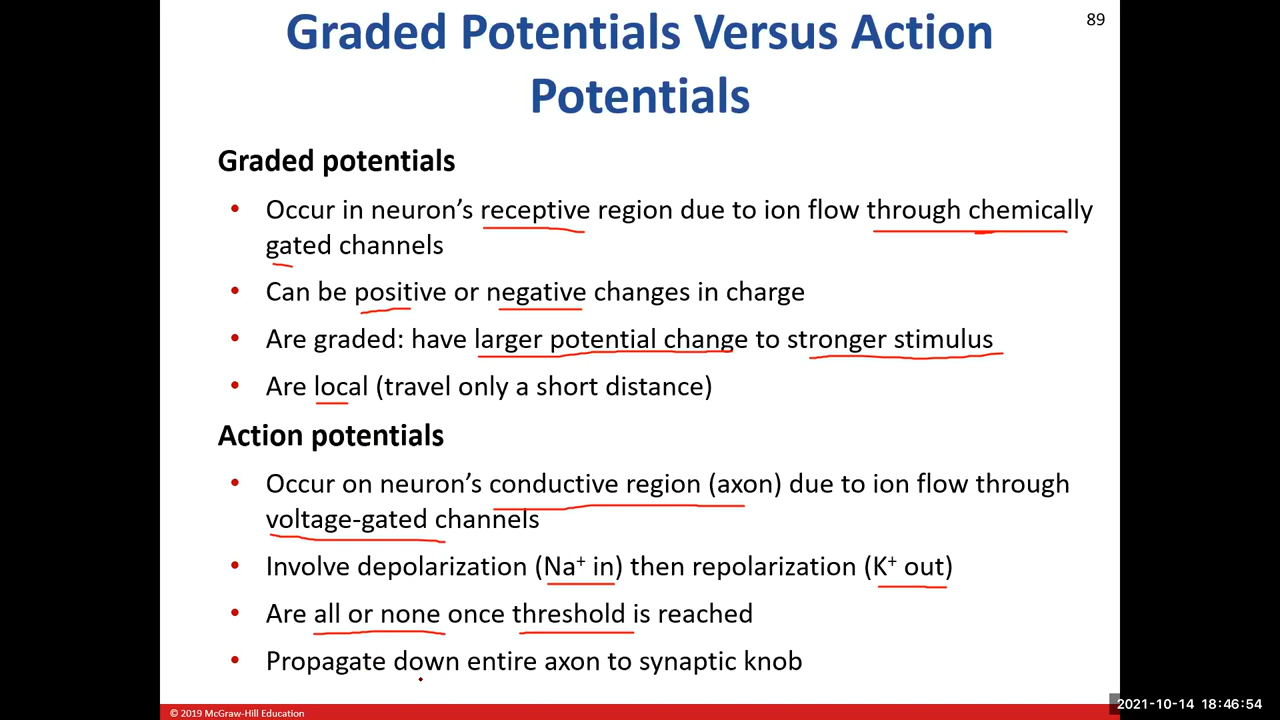 Graded Potentials Versus Action
Potentials
89
Graded potentials
• Occur in neuron’s receptive region due to ion flow through chemically
gated channels
• Can be positive or negative changes in charge
• Are graded: have larger potential change to stronger stimulus
• Are local (travel only a short distance)
Action potentials
• Occur on neuron’s conductive region (axon) due to ion flow through
voltage-gated channels
• Involve depolarization (Na⁺ in) then repolarization (K⁺ out)
• Are all or none once threshold is reached
• Propagate down entire axon to synaptic knob
© 2019 McGraw-Hill Education
2021-10-14 18:46:54